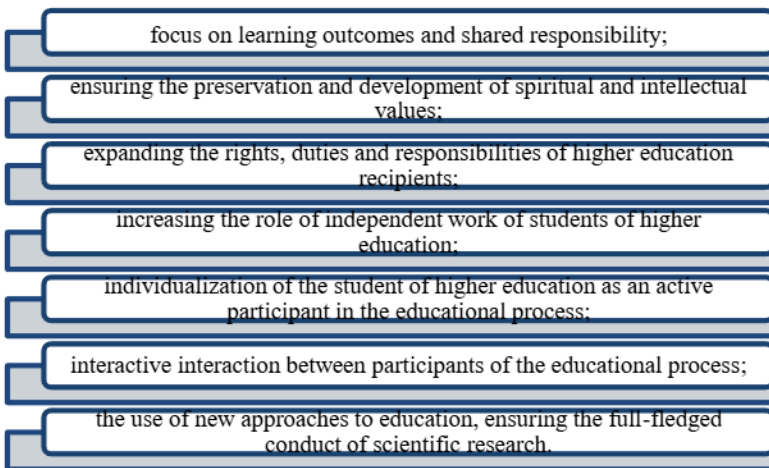 focus on learning outcomes and shared responsibility;
ensuring the preservation and development of spiritual and intellectual
values;
expanding the rights, duties and responsibilities of higher education
recipients;
increasing the role of independent work of students of higher
education;
individualization of the student of higher education as an active
participant in the educational process;
interactive interaction between participants of the educational process;
the use of new approaches to education, ensuring the full-fledged
conduct of scientific research.